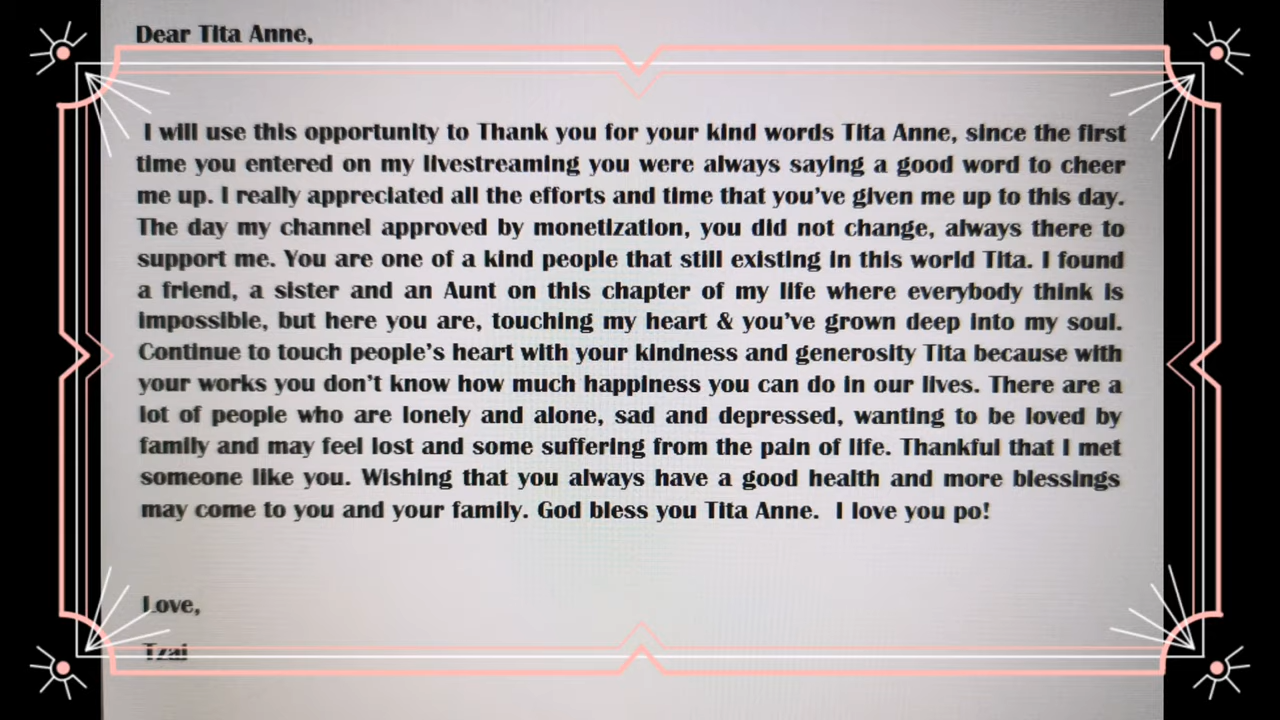 Dear Tita Anne,
I will use this opportunity to Thank you for your kind words Tita Anne, since the first
time you entered on my livestreaming you were always saying a good word to cheer
me up. I really appreciated all the efforts and time that you've given me up to this day.
The day my channel approved by monetization, you did not change, always there to
support me. You are one of a kind people that still existing in this world Tita. I found
a friend, a sister and an Aunt on this chapter of my life where everybody think is
impossible, but here you are, touching my heart & you've grown deep into my soul.
Continue to touch people's heart with your kindness and generosity Tita because with
your works you don't know how much happiness you can do in our lives. There are a
lot of people who are lonely and alone, sad and depressed, wanting to be loved by
family and may feel lost and some suffering from the pain of life. Thankful that I met
someone like you. Wishing that you always have a good health and more blessings
may come to you and your family. God bless you Tita Anne. I love you po!
Love,
Tzai